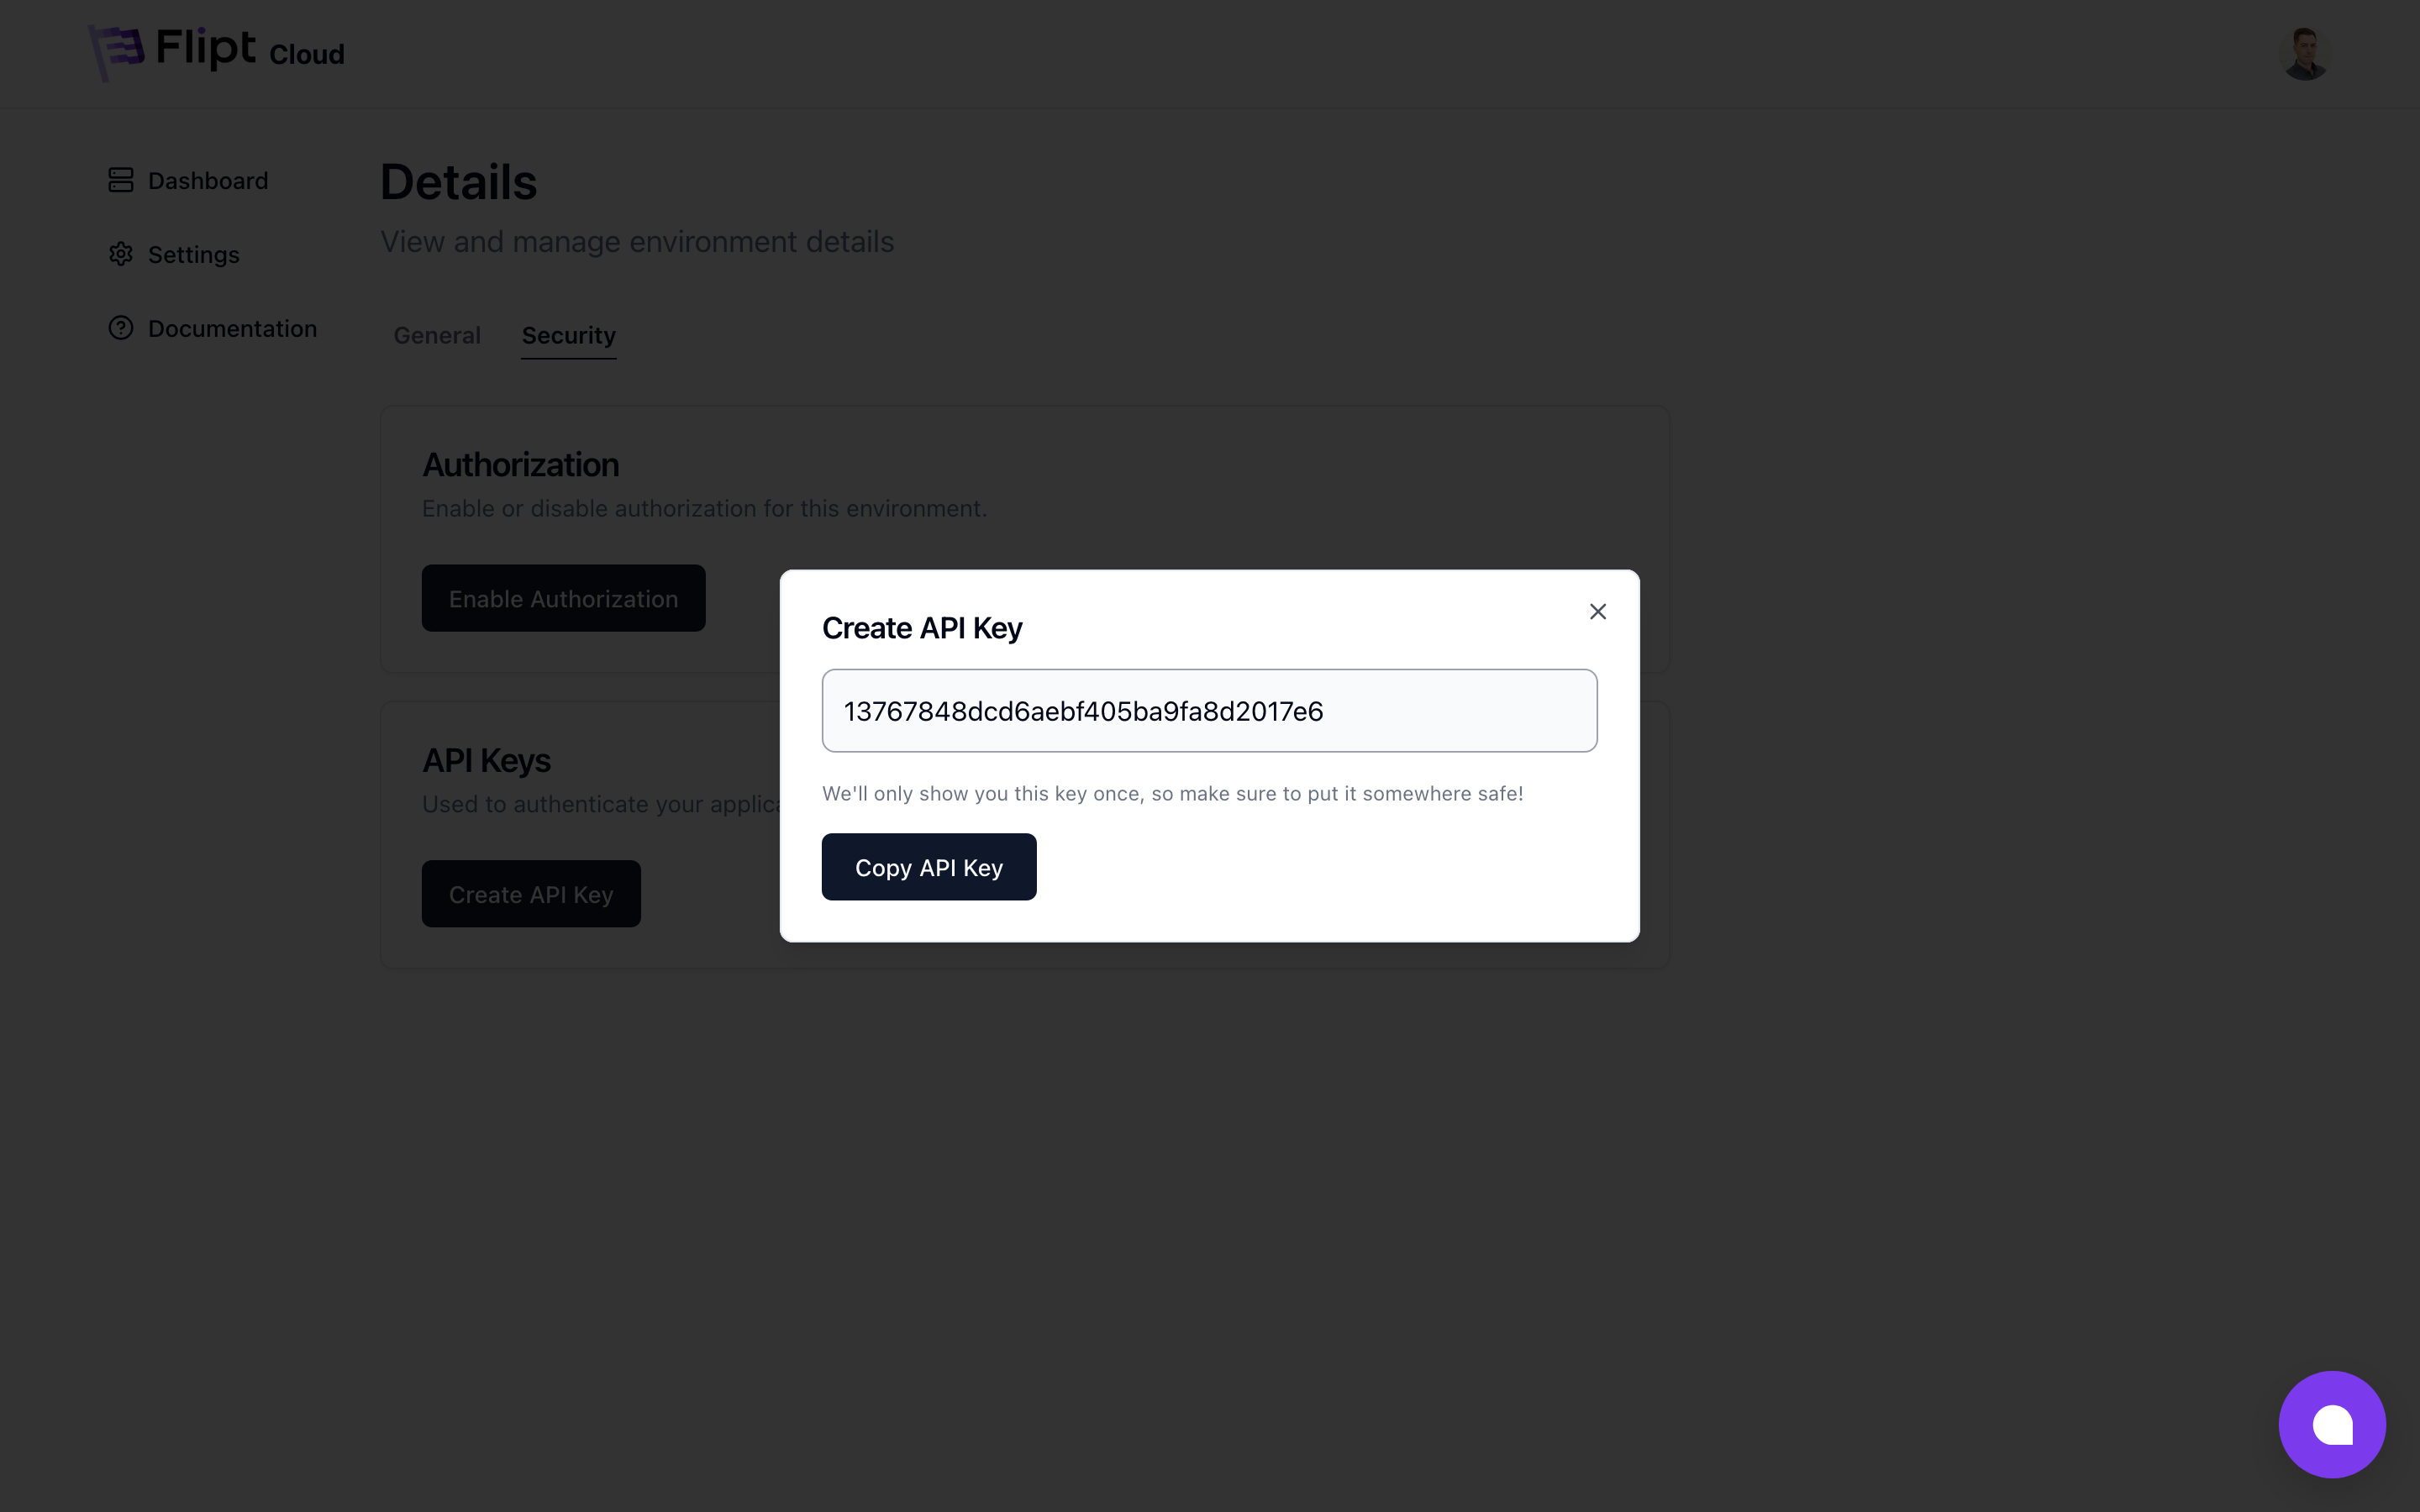 Flipt Cloud
Dashboard
Settings
Documentation
Details
View and manage environment details
General Security
Authorization
Enable or disable authorization for this environment.
Enable Authorization
API Keys
Used to authenticate your
Create API Key
Create API Key
13767848dcd6aebf405ba9fa8d2017e6
We'll only show you this key once, so make sure to put it somewhere safe!
Copy API Key